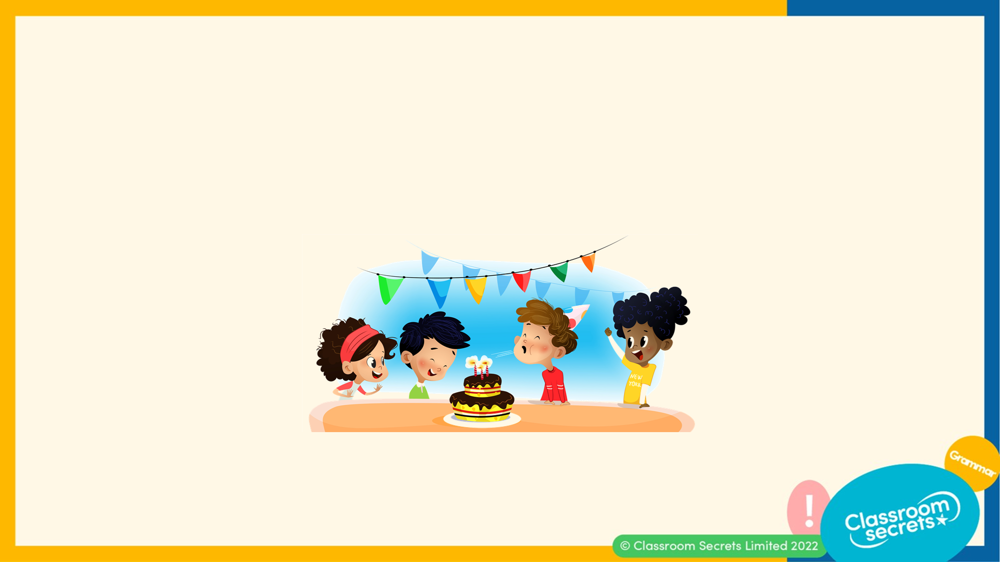 NEW
YORK
Grammar
!
Classroom
secrets
© Classroom Secrets Limited 2022